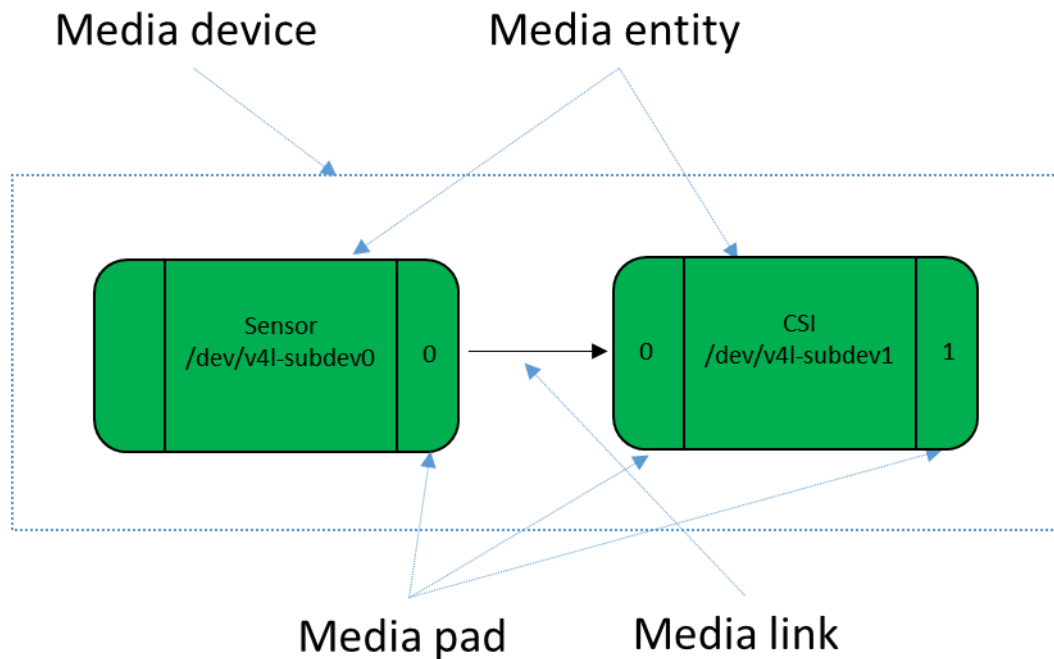 Media device
Media entity
Sensor
/dev/v4l-subdev0
0
0
CSI
/dev/v4l-subdev1
1
Media pad
Media link